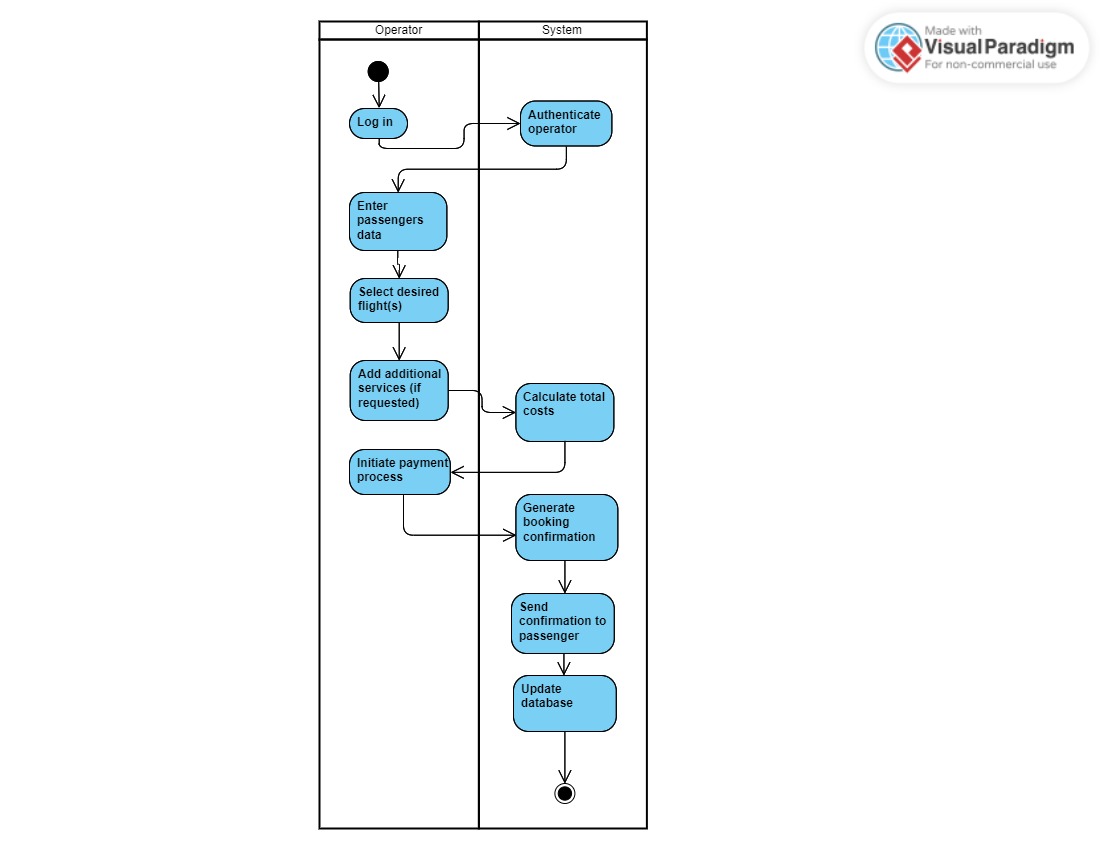 Operator
System
Made with
Visual Paradigm
For non-commercial use
Log in
Authenticate
operator
Enter
passengers
data
Select desired
flight(s)
Add additional
services (if
requested)
Calculate total
costs
Initiate payment
process
Generate
booking
confirmation
Send
confirmation to
passenger
Update
database